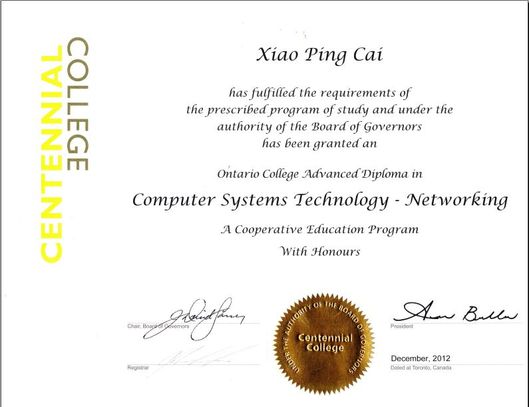 CENTENNIAL
COLLEGE
Xiao Ping Cai
has fulfilled the requirements of
the prescribed program of study and under the
authority of the Board of Governors
has been granted an
Ontario College Advanced Diploma in
Computer Systems Technology - Networking
A Cooperative Education Program
With Honours
Chair, Board of Governors
President
Registrar
UNDER THE AUTHORITY OF THE BOARD OF GOVERNORS
Centennial
College
December, 2012
Dated at Toronto, Canada